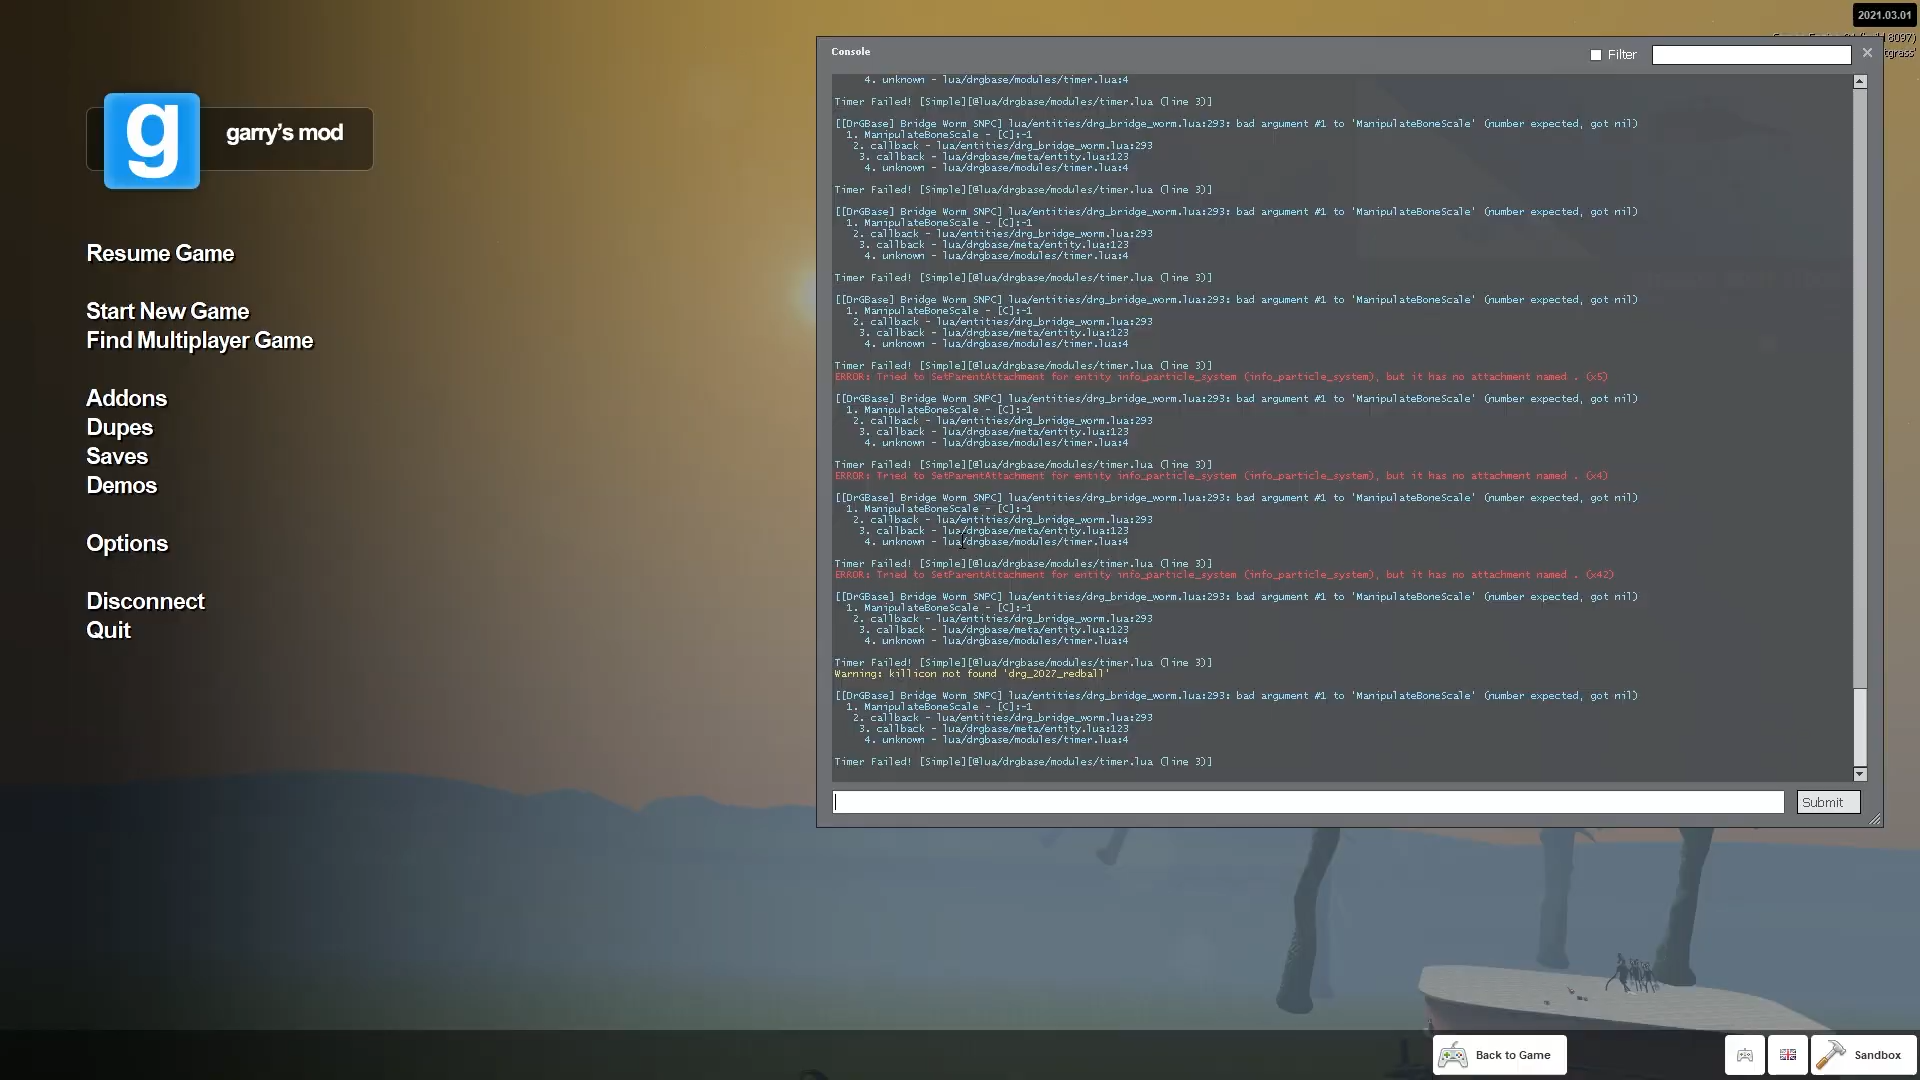 2021.03.01
8097)
tgrass'
Console
Filter
g
garry's mod
Resume Game
Start New Game
Find Multiplayer Game
Addons
Dupes
Saves
Demos
Options
Disconnect
Quit
4. unknown - lua/drgbase/modules/timer.lua:4
Timer Failed! [Simple][@lua/drgbase/modules/timer.lua (line 3)]
[[DrGBase] Bridge Worm SNPC] lua/entities/drg_bridge_worm.lua:293: bad argument #1 to 'ManipulateBoneScale' (number expected, got nil)
1. ManipulateBoneScale - [C]:-1
2. callback - lua/entities/drg_bridge_worm.lua:293
3. callback - lua/drgbase/meta/entity.lua:123
4. unknown - lua/drgbase/modules/timer.lua:4
Timer Failed! [Simple][@lua/drgbase/modules/timer.lua (line 3)]
[[DrGBase] Bridge Worm SNPC] lua/entities/drg_bridge_worm.lua:293: bad argument #1 to 'ManipulateBoneScale' (number expected, got nil)
1. ManipulateBoneScale - [C]:-1
2. callback - lua/entities/drg_bridge_worm.lua:293
3. callback - lua/drgbase/meta/entity.lua:123
4. unknown - lua/drgbase/modules/timer.lua:4
Timer Failed! [Simple][@lua/drgbase/modules/timer.lua (line 3)]
[[DrGBase] Bridge Worm SNPC] lua/entities/drg_bridge_worm.lua:293: bad argument #1 to 'ManipulateBoneScale' (number expected, got nil)
1. ManipulateBoneScale - [C]:-1
2. callback - lua/entities/drg_bridge_worm.lua:293
3. callback - lua/drgbase/meta/entity.lua:123
4. unknown - lua/drgbase/modules/timer.lua:4
Timer Failed! [Simple][@lua/drgbase/modules/timer.lua (line 3)]
ERROR: Tried to SetParentAttachment for entity info_particle_system (info_particle_system), but it has no attachment named . (x5)
[[DrGBase] Bridge Worm SNPC] lua/entities/drg_bridge_worm.lua:293: bad argument #1 to 'ManipulateBoneScale' (number expected, got nil)
1. ManipulateBoneScale - [C]:-1
2. callback - lua/entities/drg_bridge_worm.lua:293
3. callback - lua/drgbase/meta/entity.lua:123
4. unknown - lua/drgbase/modules/timer.lua:4
Timer Failed! [Simple][@lua/drgbase/modules/timer.lua (line 3)]
ERROR: Tried to SetParentAttachment for entity info_particle_system (info_particle_system), but it has no attachment named . (x4)
[[DrGBase] Bridge Worm SNPC] lua/entities/drg_bridge_worm.lua:293: bad argument #1 to 'ManipulateBoneScale' (number expected, got nil)
1. ManipulateBoneScale - [C]:-1
2. callback - lua/entities/drg_bridge_worm.lua:293
3. callback - lua/drgbase/meta/entity.lua:123
4. unknown - lua/drgbase/modules/timer.lua:4
Timer Failed! [Simple][@lua/drgbase/modules/timer.lua (line 3)]
ERROR: Tried to SetParentAttachment for entity info_particle_system (info_particle_system), but it has no attachment named . (x42)
[[DrGBase] Bridge Worm SNPC] lua/entities/drg_bridge_worm.lua:293: bad argument #1 to 'ManipulateBoneScale' (number expected, got nil)
1. ManipulateBoneScale - [C]:-1
2. callback - lua/entities/drg_bridge_worm.lua:293
3. callback - lua/drgbase/meta/entity.lua:123
4. unknown - lua/drgbase/modules/timer.lua:4
Timer Failed! [Simple][@lua/drgbase/modules/timer.lua (line 3)]
Warning: killicon not found 'drg_2027_redball'
[[DrGBase] Bridge Worm SNPC] lua/entities/drg_bridge_worm.lua:293: bad argument #1 to 'ManipulateBoneScale' (number expected, got nil)
1. ManipulateBoneScale - [C]:-1
2. callback - lua/entities/drg_bridge_worm.lua:293
3. callback - lua/drgbase/meta/entity.lua:123
4. unknown - lua/drgbase/modules/timer.lua:4
Timer Failed! [Simple][@lua/drgbase/modules/timer.lua (line 3)]
Submit
Back to Game
Sandbox